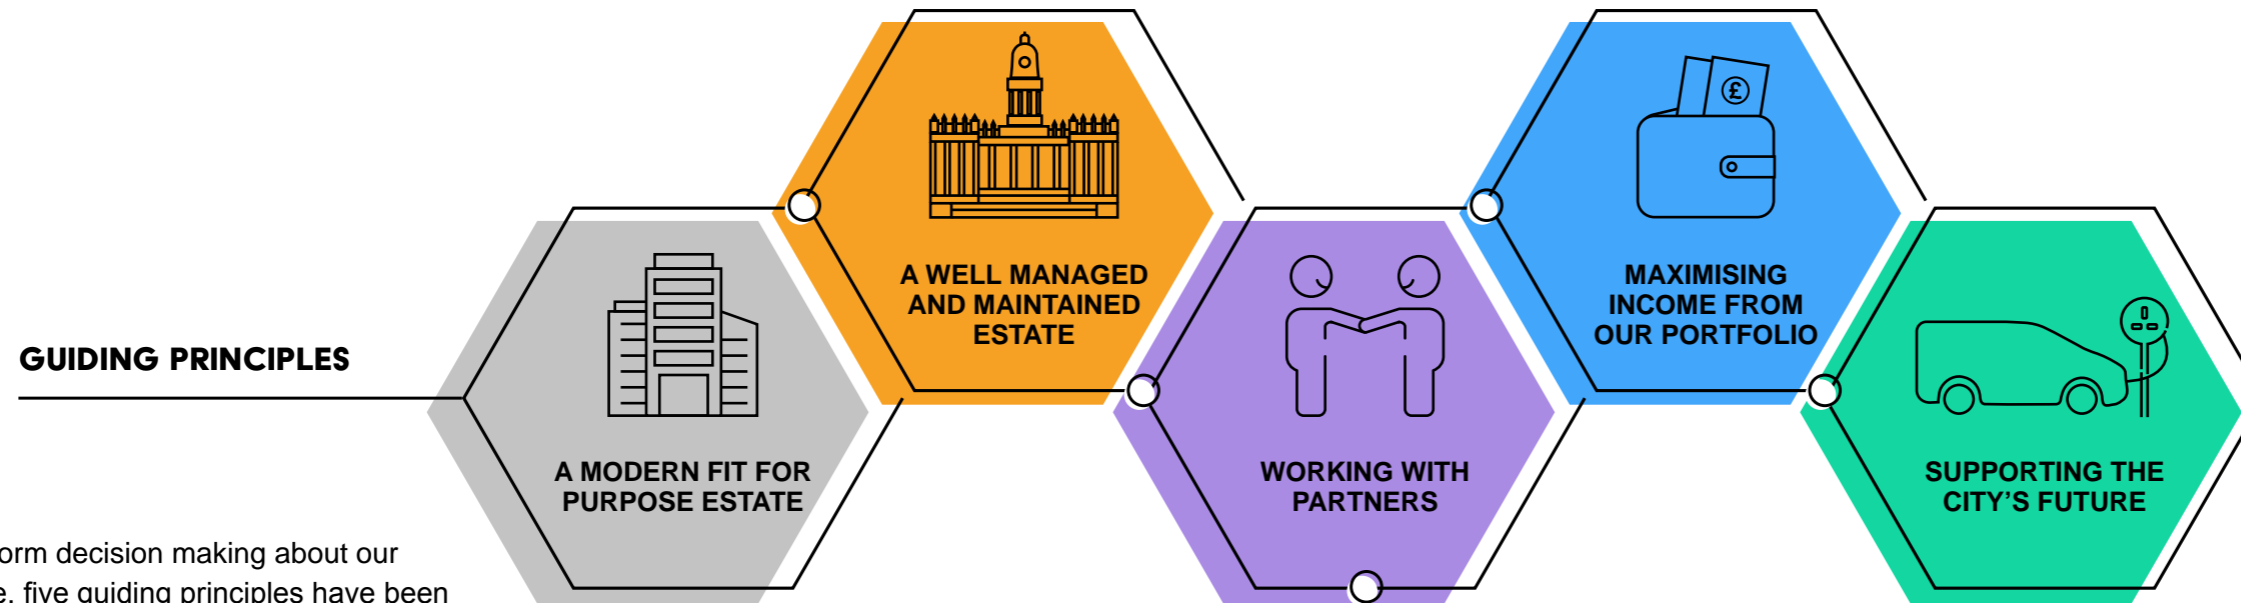 GUIDING PRINCIPLES
A MODERN FIT FOR
PURPOSE ESTATE
A WELL MANAGED
AND MAINTAINED
ESTATE
WORKING WITH
PARTNERS
£
MAXIMISING
INCOME FROM
OUR PORTFOLIO
SUPPORTING THE
CITY’S FUTURE
decision making about our
five guiding principles have been